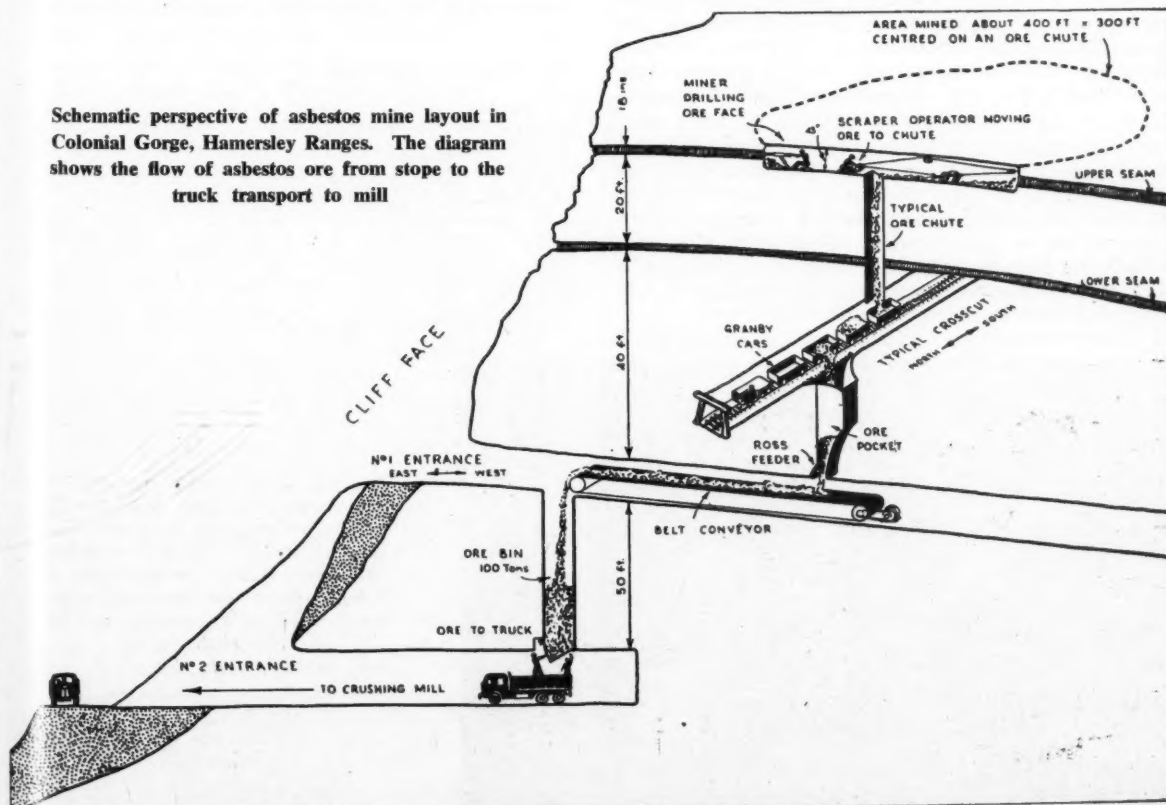 Schematic perspective of asbestos mine layout in
Colonial Gorge, Hamersley Ranges. The diagram
shows the flow of asbestos ore from stope to the
truck transport to mill
AREA MINED ABOUT 400 FT × 300 FT
CENTRED ON AN ORE CHUTE
MINER
DRILLING
ORE FACE
SCRAPER OPERATOR MOVING
ORE TO CHUTE
18 ins
UPPER SEAM
20 FT.
TYPICAL
ORE CHUTE
LOWER SEAM
GRANBY
CARS
TYPICAL CROSSCUT
NORTH SOUTH
40 FT
CLIFF FACE
ORE
POCKET
ROSS
FEEDER
Nº1 ENTRANCE
EAST WEST
BELT CONVEYOR
ORE BIN
100 Tons
50 FT.
ORE TO TRUCK
Nº2 ENTRANCE
TO CRUSHING MILL